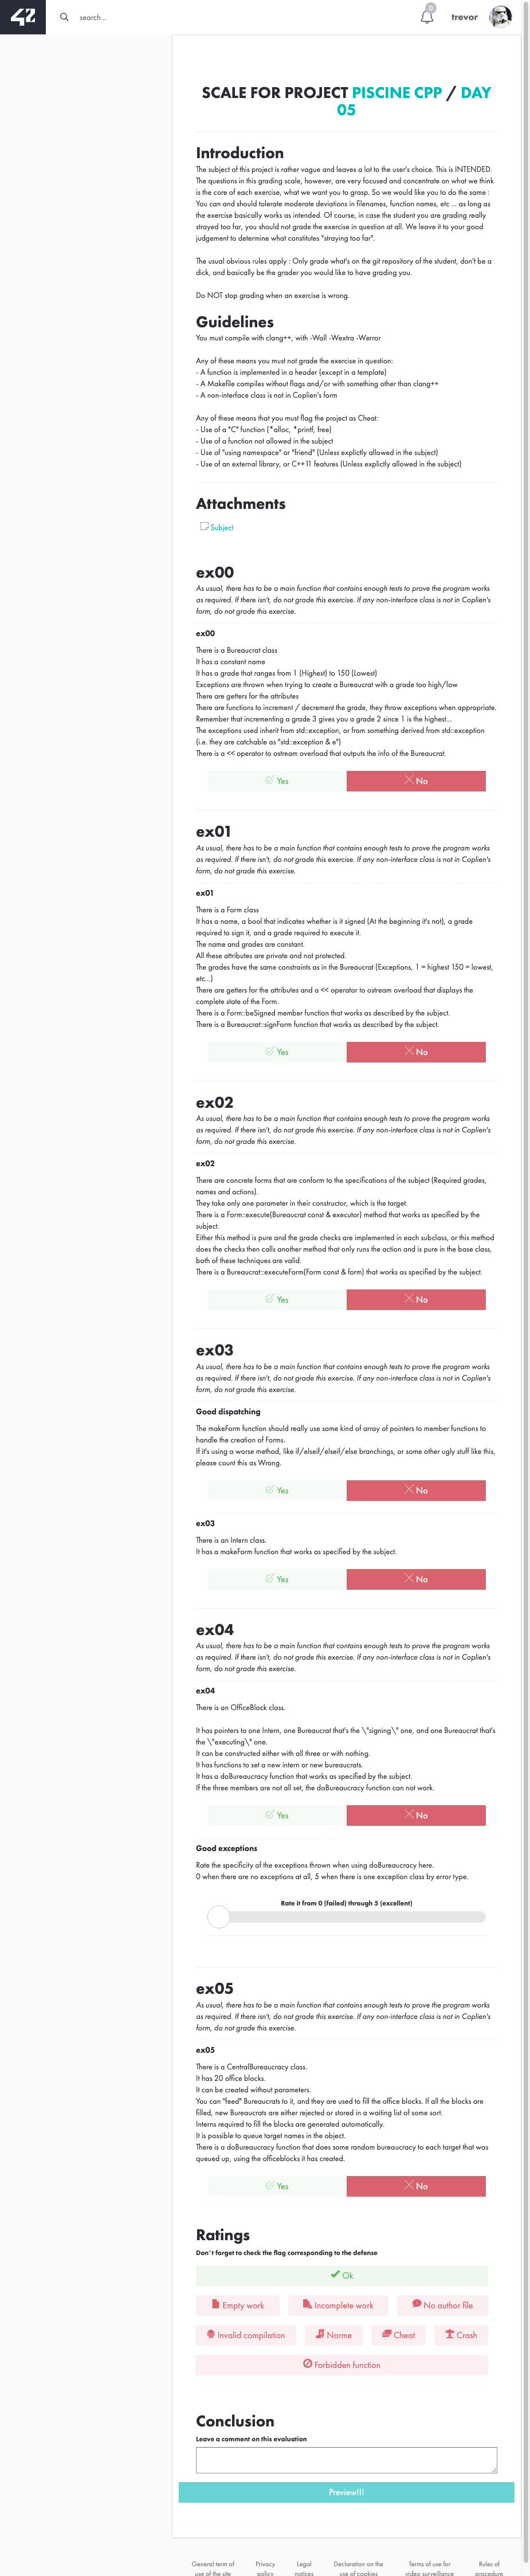 42
search...
0
trevor
SCALE FOR PROJECT PISCINE CPP / DAY
05
Introduction
The subject of this project is rather vague and leaves a lot to the user's choice. This is INTENDED.
The questions in this grading scale, however, are very focused and concentrate on what we think
is the core of each exercise, what we want you to grasp. So we would like you to do the same :
You can and should tolerate moderate deviations in filenames, function names, etc ... as long as
the exercise basically works as intended. Of course, in case the student you are grading really
strayed too far, you should not grade the exercise in question at all. We leave it to your good
judgement to determine what constitutes "straying too far".
The usual obvious rules apply : Only grade what's on the git repository of the student, don't be a
dick, and basically be the grader you would like to have grading you.
Do NOT stop grading when an exercise is wrong.
Guidelines
You must compile with clang++, with -Wall -Wextra -Werror
Any of these means you must not grade the exercise in question:
- A function is implemented in a header (except in a template)
- A Makefile compiles without flags and/or with something other than clang++
- A non-interface class is not in Coplien's form
Any of these means that you must flag the project as Cheat:
- Use of a "C" function (*alloc, *printf, free)
- Use of a function not allowed in the subject
- Use of "using namespace" or "friend" (Unless explictly allowed in the subject)
- Use of an external library, or C++11 features (Unless explictly allowed in the subject)
Attachments
Subject
ex00
As usual, there has to be a main function that contains enough tests to prove the program works
as required. If there isn't, do not grade this exercise. If any non-interface class is not in Coplien's
form, do not grade this exercise.
ex00
There is a Bureaucrat class
It has a constant name
It has a grade that ranges from 1 (Highest) to 150 (Lowest)
Exceptions are thrown when trying to create a Bureaucrat with a grade too high/low
There are getters for the attributes
There are functions to increment / decrement the grade, they throw exceptions when appropriate.
Remember that incrementing a grade 3 gives you a grade 2 since 1 is the highest...
The exceptions used inherit from std::exception, or from something derived from std::exception
(i.e. they are catchable as "std::exception & e")
There is a << operator to ostream overload that outputs the info of the Bureaucrat.
Yes
No
ex01
As usual, there has to be a main function that contains enough tests to prove the program works
as required. If there isn't, do not grade this exercise. If any non-interface class is not in Coplien's
form, do not grade this exercise.
ex01
There is a Form class
It has a name, a bool that indicates whether is it signed (At the beginning it's not), a grade
required to sign it, and a grade required to execute it.
The name and grades are constant.
All these attributes are private and not protected.
The grades have the same constraints as in the Bureaucrat (Exceptions, 1 = highest 150 = lowest,
etc...)
There are getters for the attributes and a << operator to ostream overload that displays the
complete state of the Form.
There is a Form::beSigned member function that works as described by the subject.
There is a Bureaucrat::signForm function that works as described by the subject.
Yes
No
ex02
As usual, there has to be a main function that contains enough tests to prove the program works
as required. If there isn't, do not grade this exercise. If any non-interface class is not in Coplien's
form, do not grade this exercise.
ex02
There are concrete forms that are conform to the specifications of the subject (Required grades,
names and actions).
They take only one parameter in their constructor, which is the target.
There is a Form::execute(Bureaucrat const & executor) method that works as specified by the
subject.
Either this method is pure and the grade checks are implemented in each subclass, or this method
does the checks then calls another method that only runs the action and is pure in the base class,
both of these techniques are valid.
There is a Bureaucrat::executeForm(Form const & form) that works as specified by the subject.
Yes
No
ex03
As usual, there has to be a main function that contains enough tests to prove the program works
as required. If there isn't, do not grade this exercise. If any non-interface class is not in Coplien's
form, do not grade this exercise.
Good dispatching
The makeForm function should really use some kind of array of pointers to member functions to
handle the creation of Forms.
If it's using a worse method, like if/elseif/elseif/else branchings, or some other ugly stuff like this,
please count this as Wrong.
Yes
No
ex03
There is an Intern class.
It has a makeForm function that works as specified by the subject.
Yes
No
ex04
As usual, there has to be a main function that contains enough tests to prove the program works
as required. If there isn't, do not grade this exercise. If any non-interface class is not in Coplien's
form, do not grade this exercise.
ex04
There is an OfficeBlock class.
It has pointers to one Intern, one Bureaucrat that's the \"signing\" one, and one Bureaucrat that's
the \"executing\" one.
It can be constructed either with all three or with nothing.
It has functions to set a new intern or new bureaucrats.
It has a doBureaucracy function that works as specified by the subject.
If the three members are not all set, the doBureaucracy function can not work.
Yes
No
Good exceptions
Rate the specificity of the exceptions thrown when using doBureaucracy here.
0 when there are no exceptions at all, 5 when there is one exception class by error type.
Rate it from 0 (failed) through 5 (excellent)
ex05
As usual, there has to be a main function that contains enough tests to prove the program works
as required. If there isn't, do not grade this exercise. If any non-interface class is not in Coplien's
form, do not grade this exercise.
ex05
There is a CentralBureaucracy class.
It has 20 office blocks.
It can be created without parameters.
You can "feed" Bureaucrats to it, and they are used to fill the office blocks. If all the blocks are
filled, new Bureaucrats are either rejected or stored in a waiting list of some sort.
Interns required to fill the blocks are generated automatically.
It is possible to queue target names in the object.
There is a doBureaucracy function that does some random bureaucracy to each target that was
queued up, using the officeblocks it has created.
Yes
No
Ratings
Don't forget to check the flag corresponding to the defense
Ok
Empty work
Incomplete work
No author file
Invalid compilation
Norme
Cheat
Crash
Forbidden function
Conclusion
Leave a comment on this evaluation
Preview!!!
General term of
use of the site
Privacy
policy
Legal
notices
Declaration on the
use of cookies
Terms of use for
video surveillance
Rules of
procedure